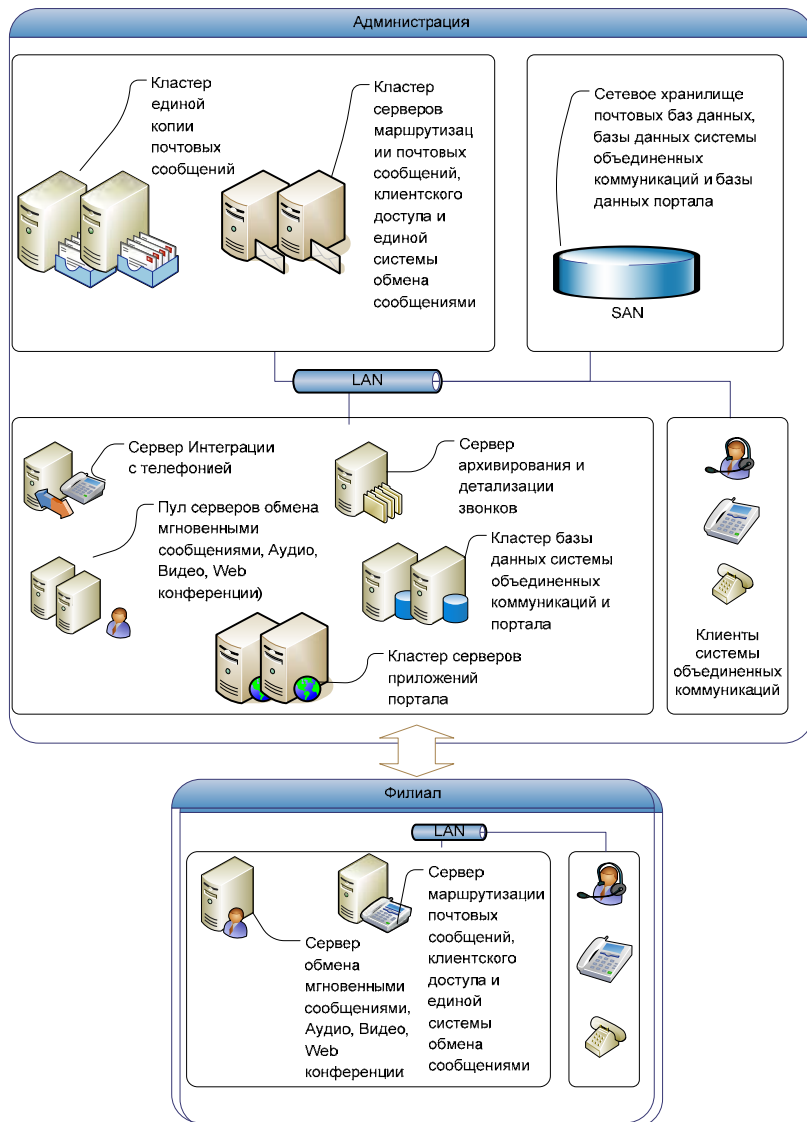 Администрация
Кластер
единой
копии
почтовых
сообщений
Кластер
серверов
маршрутизац
ии почтовых
сообщений,
клиентского
доступа и
единой
системы
обмена
сообщениями
Сетевое хранилище
почтовых баз данных,
базы данных системы
объединенных
коммуникаций и базы
данных портала
SAN
LAN
Сервер Интеграции
с телефонией
Пул серверов обмена
мгновенными
сообщениями, Аудио,
Видео, Web
конференции)
Сервер
архивирования и
детализации
звонков
Кластер базы
данных системы
объединенных
коммуникаций и
портала
Кластер серверов
приложений
портала
Клиенты
системы
объединенных
коммуникаций
Филиал
LAN
Сервер
обмена
мгновенными
сообщениями,
Аудио, Видео,
Web
конференции
Сервер
маршрутизации
почтовых
сообщений,
клиентского
доступа и
единой
системы
обмена
сообщениями